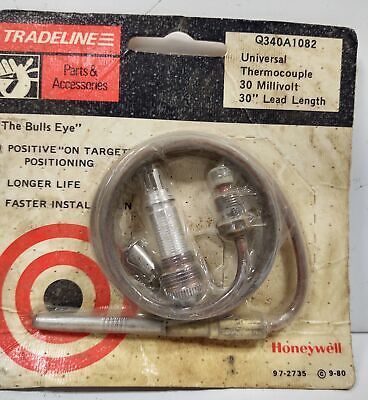 TRADELINE
Parts &
Accessories
Q340A1082
Universal
Thermocouple
30 Millivolt
30" Lead Length
"The Bulls Eye"
POSITIVE "ON TARGET"
POSITIONING
LONGER LIFE
FASTER INSTALLATION
Honeywell
97-2735 © 9-80